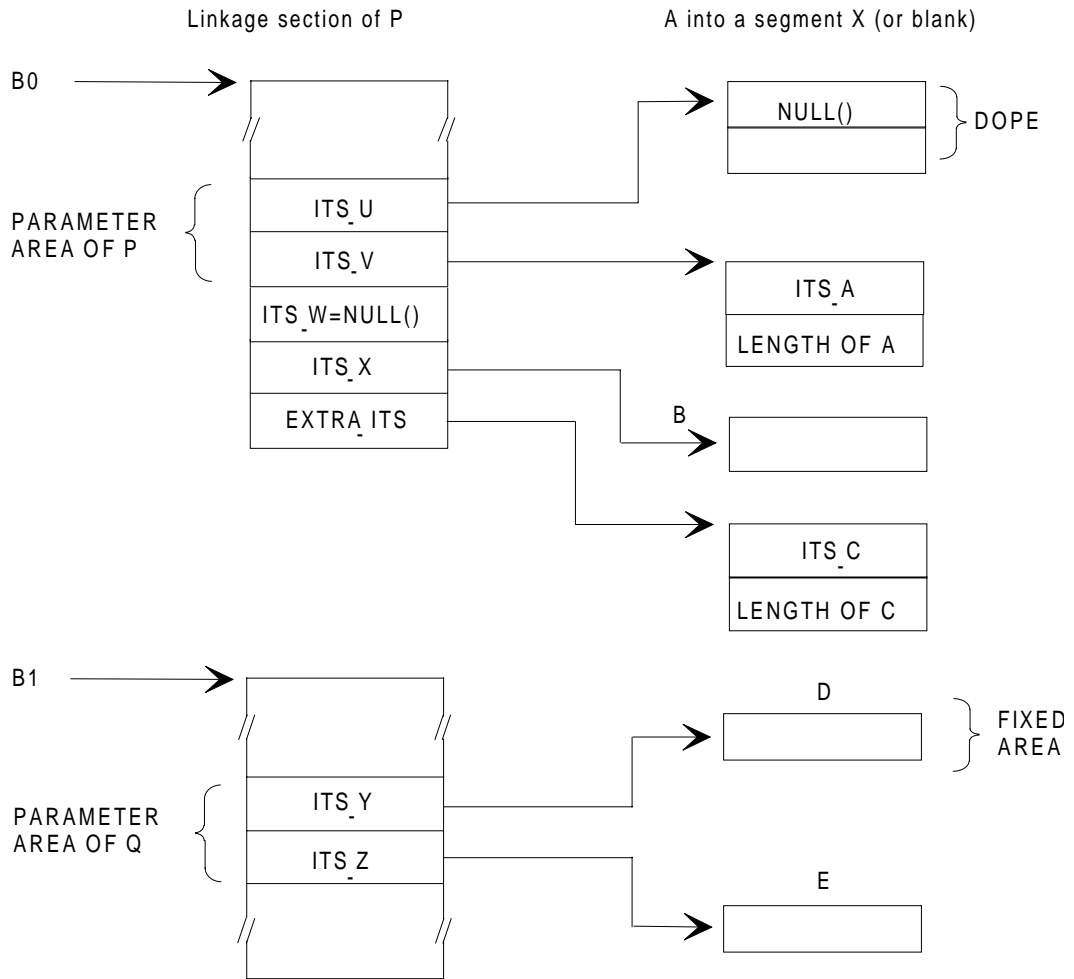 Linkage section of P
A into a segment X (or blank)
B0
NULL()
DOPE
PARAMETER
AREA OF P
ITS_U
ITS_V
ITS_A
ITS_W=NULL()
LENGTH OF A
ITS_X
B
EXTRA_ITS
ITS_C
LENGTH OF C
B1
D
FIXED
AREA
PARAMETER
AREA OF Q
ITS_Y
ITS_Z
E